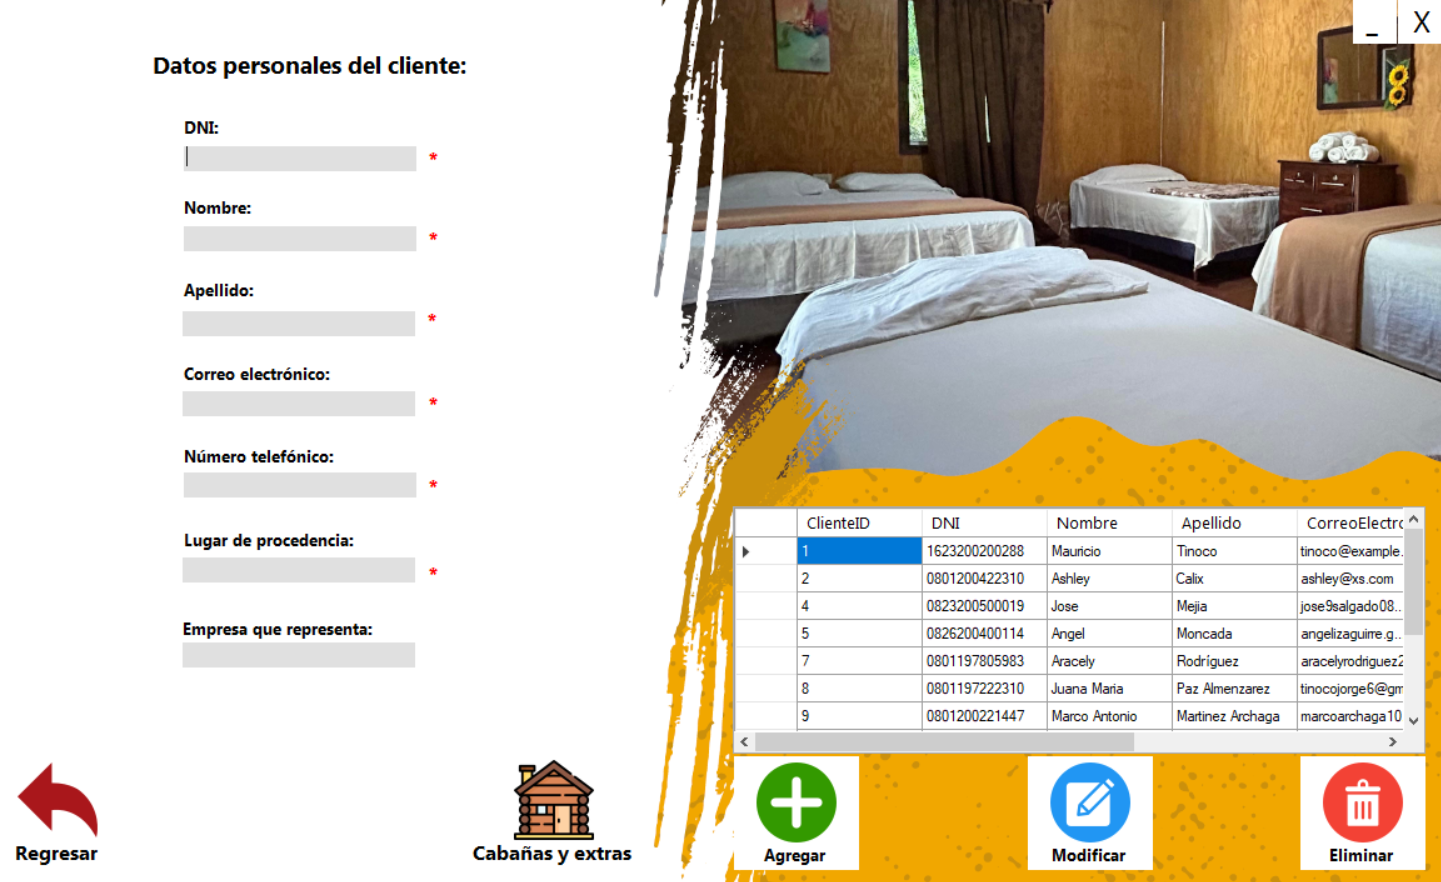 _ X
Datos personales del cliente:
DNI:
*
Nombre:
*
Apellido:
*
Correo electrónico:
*
Número telefónico:
*
Lugar de procedencia:
*
Empresa que representa:
Regresar
Cabañas y extras
ClienteID DNI Nombre Apellido CorreoElectro
1 1623200200288 Mauricio Tinoco tinoco@example.
2 0801200422310 Ashley Calix ashley@xs.com
4 0823200500019 Jose Mejia jose9salgado08...
5 0826200400114 Angel Moncada angelizaguirre.g...
7 0801197805983 Aracely Rodríguez aracelyrodriguez2
8 0801197222310 Juana Maria Paz Almenzarez tinocojorge6@gm
9 0801200221447 Marco Antonio Martinez Archaga marcoarchaga10
Agregar
Modificar
Eliminar